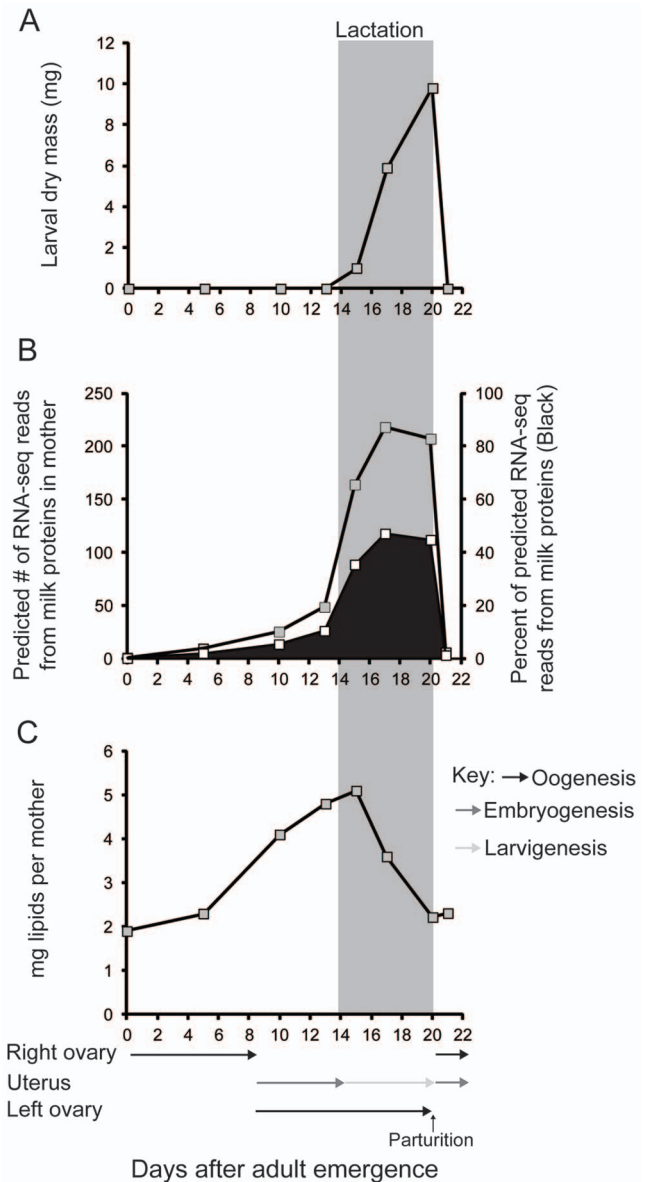 A
Lactation
Larval dry mass (mg)
12
10
8
6
4
2
0
0 2 4 6 8 10 12 14 16 18 20 22
B
Predicted # of RNA-seq reads
from milk proteins in mother
250
200
150
100
50
0
100
80
60
40
20
0
Percent of predicted RNA-seq
reads from milk proteins (Black)
0 2 4 6 8 10 12 14 16 18 20 22
C
mg lipids per mother
6
5
4
3
2
1
0
0 2 4 6 8 10 12 14 16 18 20 22
Key: Oogenesis
Embryogenesis
Larvigenesis
Right ovary
Uterus
Left ovary
Parturition
Days after adult emergence